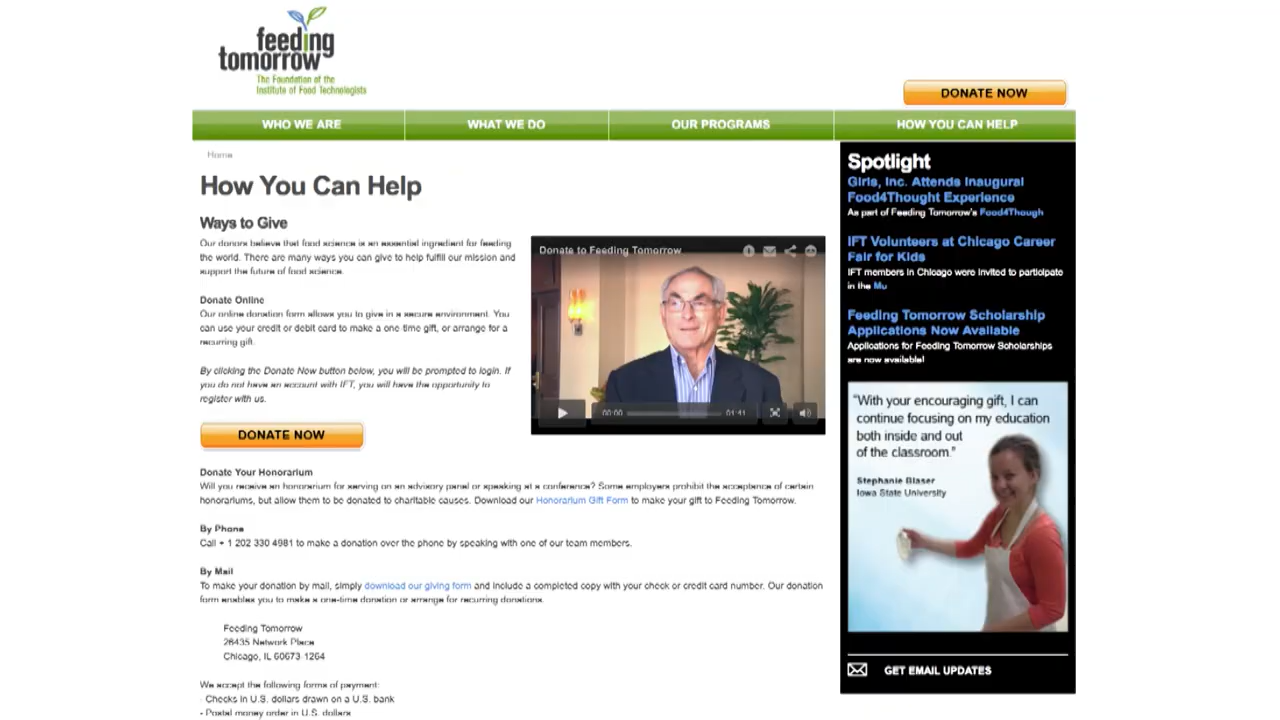 feeding
tomorrow
The Foundation of the
Institute of Food Technologists
DONATE NOW
WHO WE ARE
WHAT WE DO
OUR PROGRAMS
HOW YOU CAN HELP
Home
How You Can Help
Ways to Give
Our donors believe that food science is an essential ingredient for feeding
the world. There are many ways you can give to help fulfill our mission and
support the future of food science.
Donate Online
Our online donation form allows you to give in a secure environment. You
can use your credit or debit card to make a one-time gift, or arrange for a
recurring gift.
By clicking the Donate Now button below, you will be prompted to login. If
you do not have an account with IFT, you will have the opportunity to
register with us.
DONATE NOW
Donate to Feeding Tomorrow
00:00
01:41
Donate Your Honorarium
Will you receive an honorarium for serving on an advisory panel or speaking at a conference? Some employers prohibit the acceptance of certain
honorariums, but allow them to be donated to charitable causes. Download our Honorarium Gift Form to make your gift to Feeding Tomorrow.
By Phone
Call + 1 202 330 4981 to make a donation over the phone by speaking with one of our team members.
By Mail
To make your donation by mail, simply download our giving form and include a completed copy with your check or credit card number. Our donation
form enables you to make a one-time donation or arrange for recurring donations.
Feeding Tomorrow
26435 Network Place
Chicago, IL 60673-1264
We accept the following forms of payment:
- Checks in U.S. dollars drawn on a U.S. bank
- Postal money order in U.S. dollars
Spotlight
Girls, Inc. Attends Inaugural
Food4Thought Experience
As part of Feeding Tomorrow's Food4Though
IFT Volunteers at Chicago Career
Fair for Kids
IFT members in Chicago were invited to participate
in the Mu
Feeding Tomorrow Scholarship
Applications Now Available
Applications for Feeding Tomorrow Scholarships
are now available!
"With your encouraging gift, I can
continue focusing on my education
both inside and out
of the classroom."
Stephanie Blaser
Iowa State University
GET EMAIL UPDATES